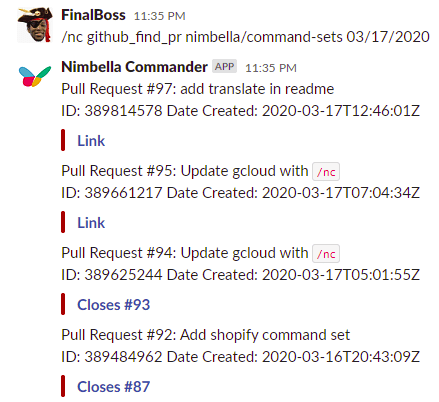 FinalBoss 11:35 PM
/nc github_find_pr nimbella/command-sets 03/17/2020
Nimbella Commander APP 11:35 PM
Pull Request #97: add translate in readme
ID: 389814578 Date Created: 2020-03-17T12:46:01Z
Link
Pull Request #95: Update gcloud with /nc
ID: 389661217 Date Created: 2020-03-17T07:04:34Z
Link
Pull Request #94: Update gcloud with /nc
ID: 389625244 Date Created: 2020-03-17T05:01:55Z
Closes #93
Pull Request #92: Add shopify command set
ID: 389484962 Date Created: 2020-03-16T20:43:09Z
Closes #87